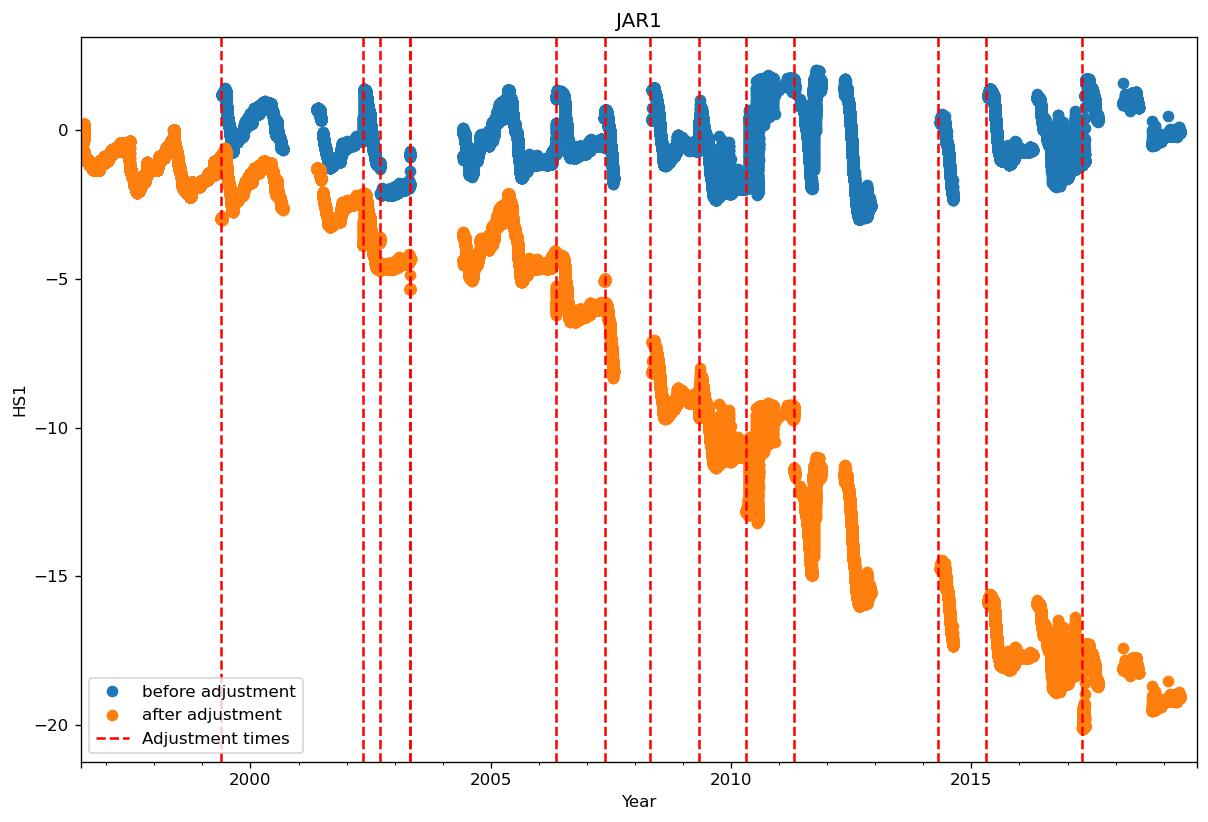 JAR1
HS1
0
−5
−10
−15
−20
before adjustment
after adjustment
Adjustment times
2000
2005
2010
2015
Year